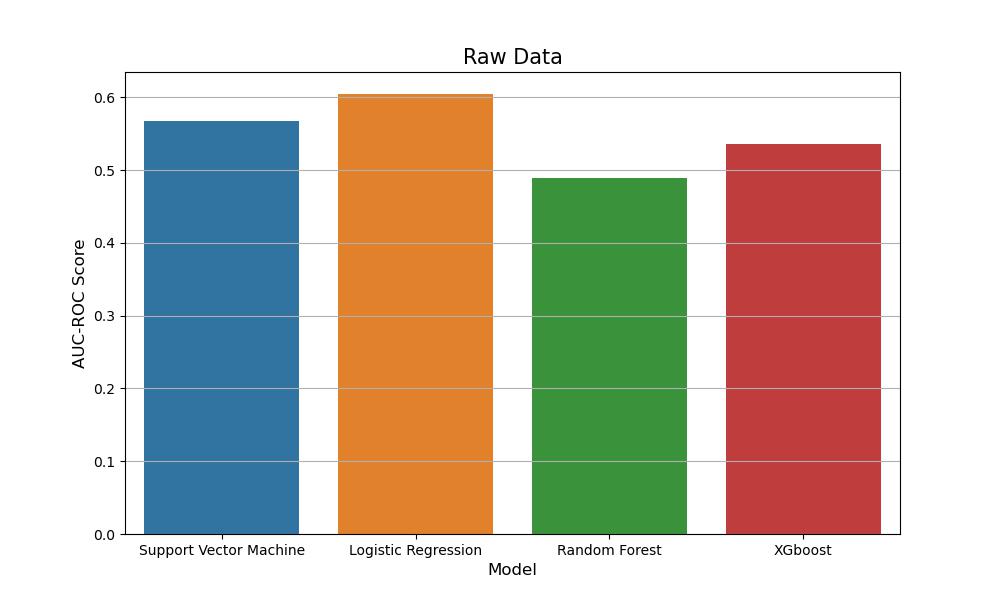 Raw Data
AUC-ROC Score
0.6
0.5
0.4
0.3
0.2
0.1
0.0
Support Vector Machine
Logistic Regression
Random Forest
XGboost
Model